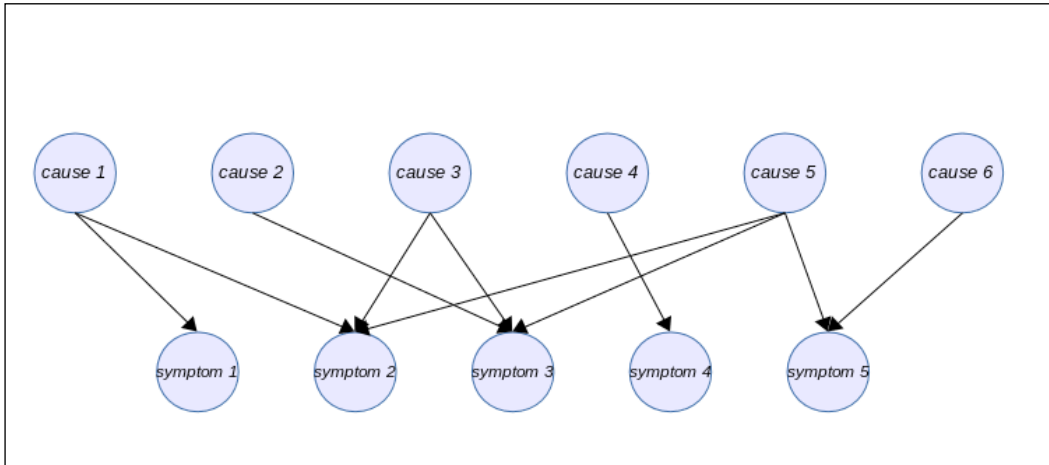 cause 1
cause 2
cause 3
cause 4
cause 5
cause 6
symptom 1
symptom 2
symptom 3
symptom 4
symptom 5